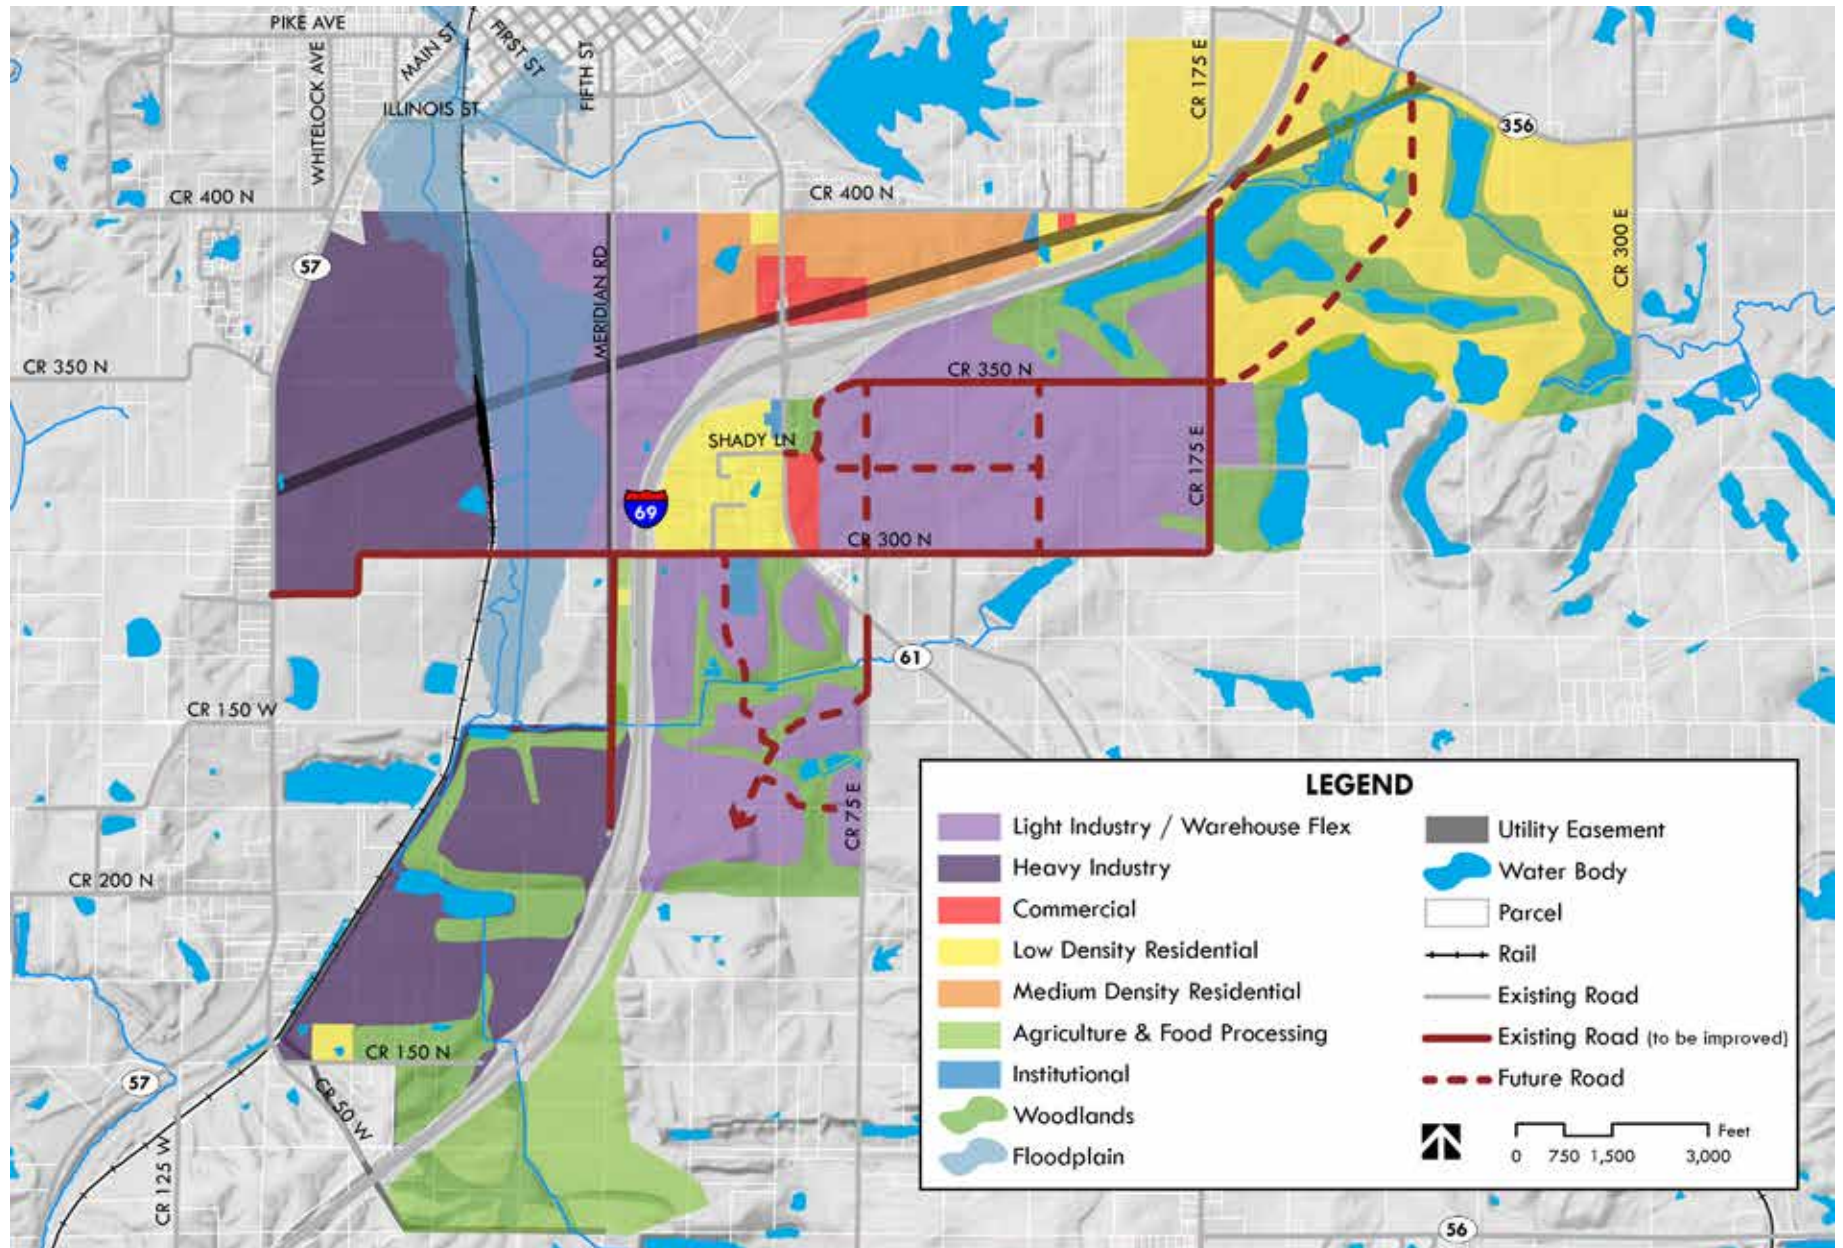 PIKE AVE
WHITELOCK AVE
MAIN ST
FIRST ST
FIFTH ST
ILLINOIS ST
CR 175 E
356
CR 400 N
CR 400 N
57
MERIDIAN RD
CR 300 E
CR 350 N
CR 350 N
SHADY LN
CR 175 E
69
CR 300 N
61
CR 150 W
CR 75 E
CR 200 N
CR 150 N
57
CR 50 W
CR 125 W
56
LEGEND
Light Industry / Warehouse Flex
Heavy Industry
Commercial
Low Density Residential
Medium Density Residential
Agriculture & Food Processing
Institutional
Woodlands
Floodplain
Utility Easement
Water Body
Parcel
Rail
Existing Road
Existing Road (to be improved)
Future Road
Feet
0 750 1,500 3,000